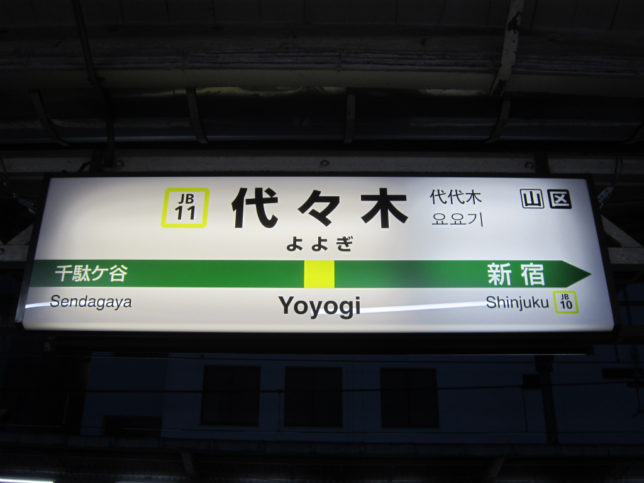 JB 11 代々木 代代木 山 区
요요기
よよぎ
千駄ケ谷 新宿
Sendagaya Yoyogi Shinjuku JB 10